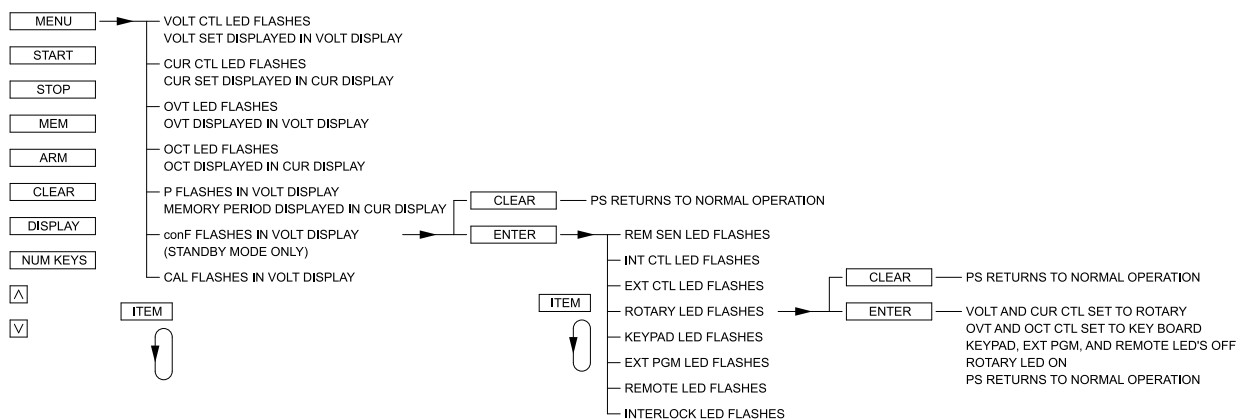 MENU
START
STOP
MEM
ARM
CLEAR
DISPLAY
NUM KEYS
VOLT CTL LED FLASHES
VOLT SET DISPLAYED IN VOLT DISPLAY
CUR CTL LED FLASHES
CUR SET DISPLAYED IN CUR DISPLAY
OVT LED FLASHES
OVT DISPLAYED IN VOLT DISPLAY
OCT LED FLASHES
OCT DISPLAYED IN CUR DISPLAY
P FLASHES IN VOLT DISPLAY
MEMORY PERIOD DISPLAYED IN CUR DISPLAY
conF FLASHES IN VOLT DISPLAY
(STANDBY MODE ONLY)
CAL FLASHES IN VOLT DISPLAY
ITEM
CLEAR
PS RETURNS TO NORMAL OPERATION
ENTER
REM SEN LED FLASHES
INT CTL LED FLASHES
EXT CTL LED FLASHES
ROTARY LED FLASHES
KEYPAD LED FLASHES
EXT PGM LED FLASHES
REMOTE LED FLASHES
INTERLOCK LED FLASHES
ITEM
CLEAR
PS RETURNS TO NORMAL OPERATION
ENTER
VOLT AND CUR CTL SET TO ROTARY
OVT AND OCT CTL SET TO KEY BOARD
KEYPAD, EXT PGM, AND REMOTE LED'S OFF
ROTARY LED ON
PS RETURNS TO NORMAL OPERATION